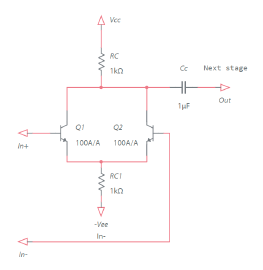 Vcc
RC
1kΩ
Cc
Next stage
1µF
Out
Q1
Q2
100A/A
100A/A
In+
RC1
1kΩ
-Vee
In-
In-